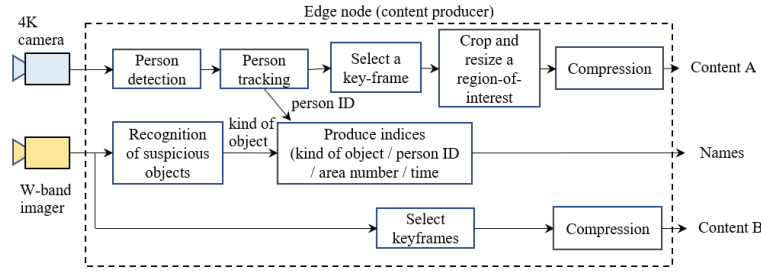 Edge node (content producer)
4K
camera
Person
detection
Person
tracking
Select a
key-frame
Crop and
resize a
region-of-
interest
Compression
Content A
person ID
kind of
object
Recognition
of suspicious
objects
Produce indices
(kind of object / person ID
/ area number / time
Names
W-band
imager
Select
keyframes
Compression
Content B